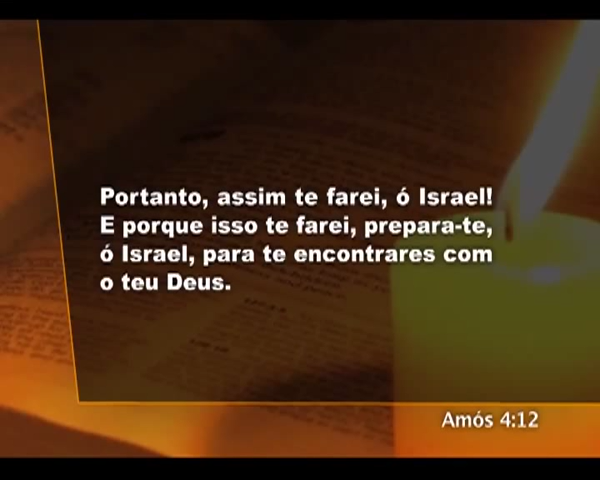 Portanto, assim te farei, ó Israel!
E porque isso te farei, prepara-te,
ó Israel, para te encontrares com
o teu Deus.
Amós 4:12